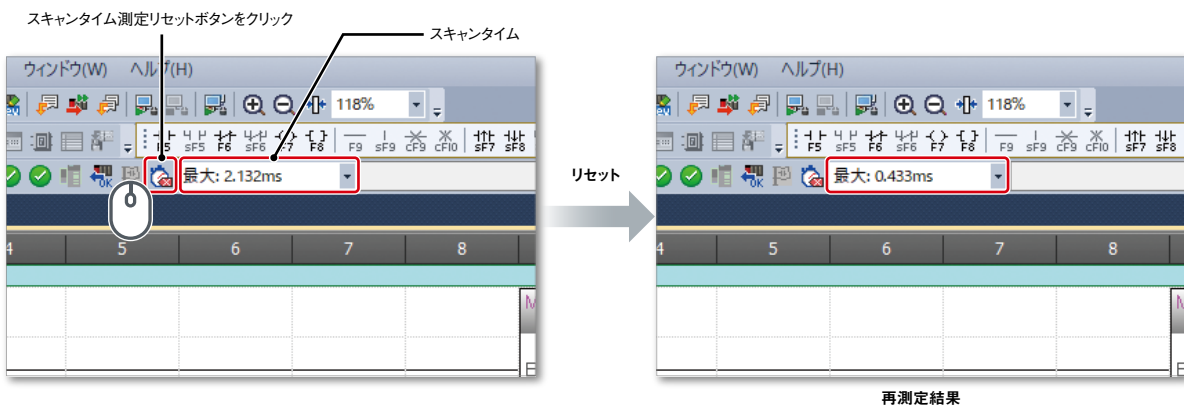 スキャンタイム測定リセットボタンをクリック
スキャンタイム
ウィンドウ(W) ヘルプ(H)
118%
F5 sF5 F6 sF6 F7 F8 F9 sF9 cF9 cF10 sF7 sF8
OK 最大: 2.132ms
4 5 6 7 8
リセット
ウィンドウ(W) ヘルプ(H)
118%
F5 sF5 F6 sF6 F7 F8 F9 sF9 cF9 cF10 sF7 sF8
OK 最大: 0.433ms
4 5 6 7 8
再測定結果